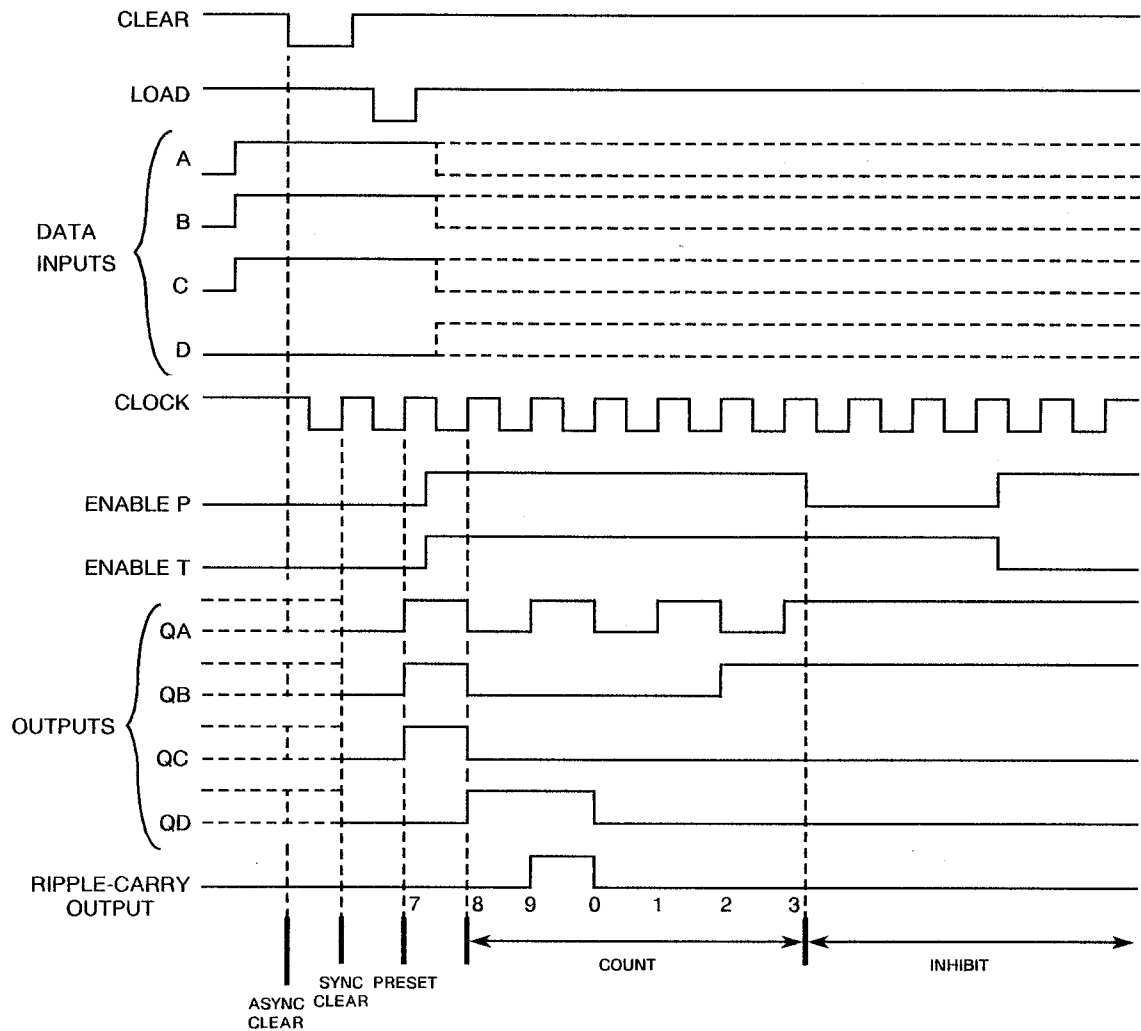 CLEAR
LOAD
A
B
DATA
INPUTS
C
D
CLOCK
ENABLE P
ENABLE T
QA
QB
OUTPUTS
QC
QD
RIPPLE-CARRY
OUTPUT
7 8 9 0 1 2 3
COUNT
INHIBIT
SYNC
CLEAR
PRESET
ASYNC
CLEAR